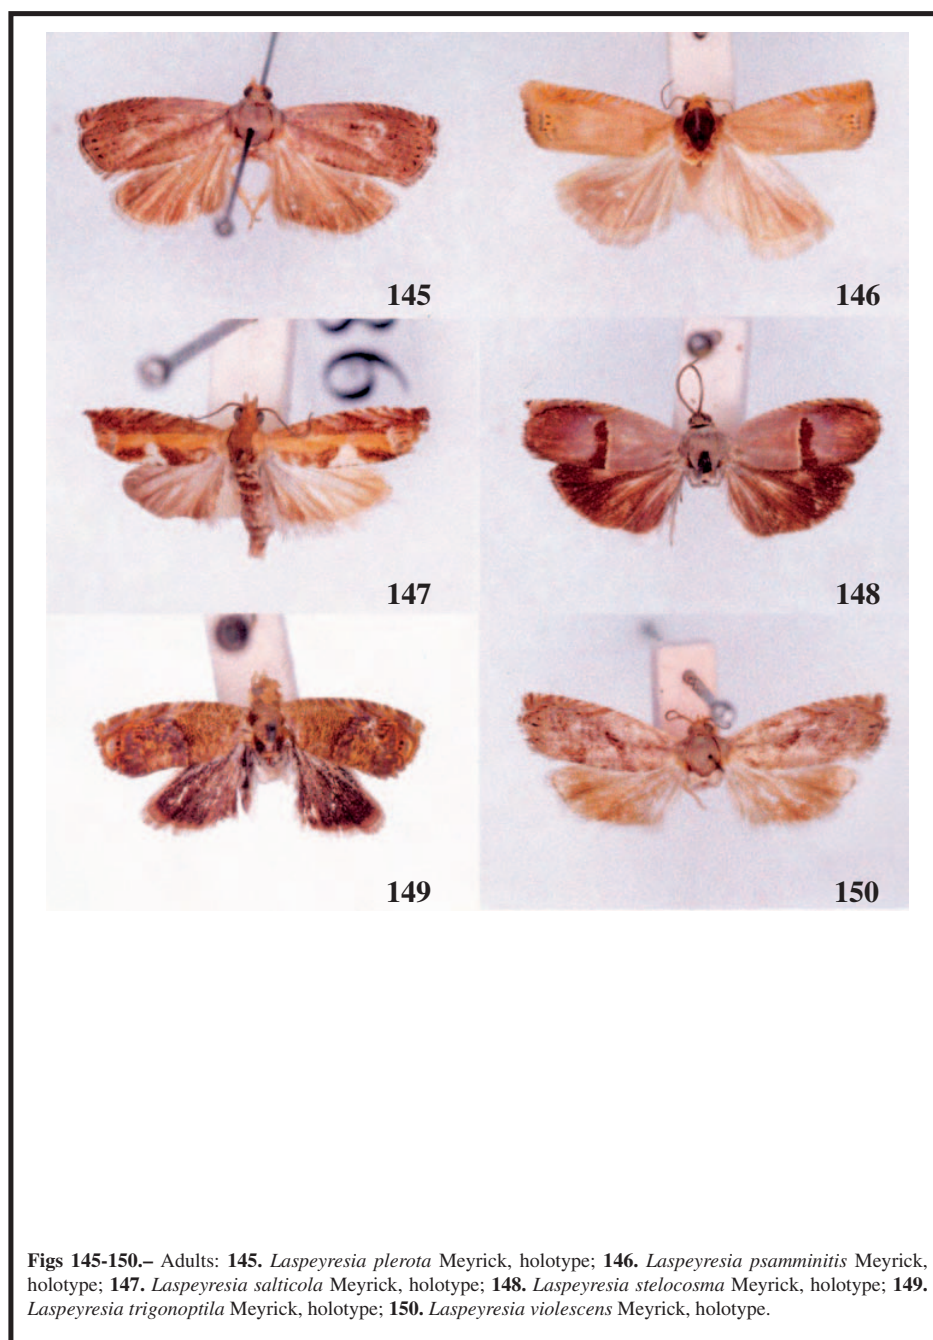 145
146
147
148
149
150
Figs 145-150.– Adults: 145. Laspeyresia plerota Meyrick, holotype; 146. Laspeyresia psamminitis Meyrick,
holotype; 147. Laspeyresia salticola Meyrick, holotype; 148. Laspeyresia stelocosma Meyrick, holotype; 149.
Laspeyresia trigonoptila Meyrick, holotype; 150. Laspeyresia violescens Meyrick, holotype.